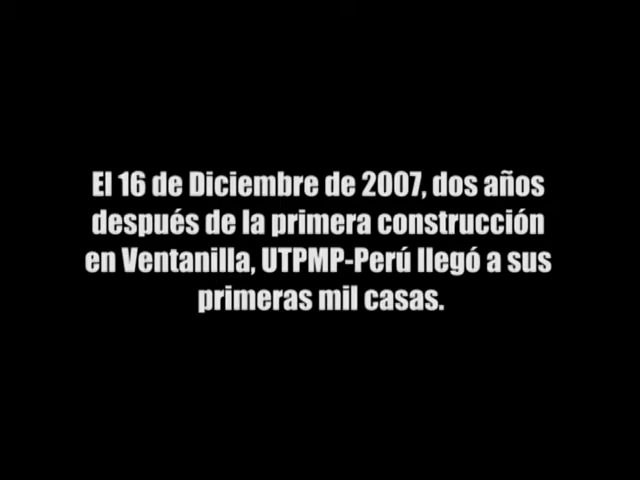 El 16 de Diciembre de 2007, dos años
después de la primera construcción
en Ventanilla, UTPMP-Perú llegó a sus
primeras mil casas.